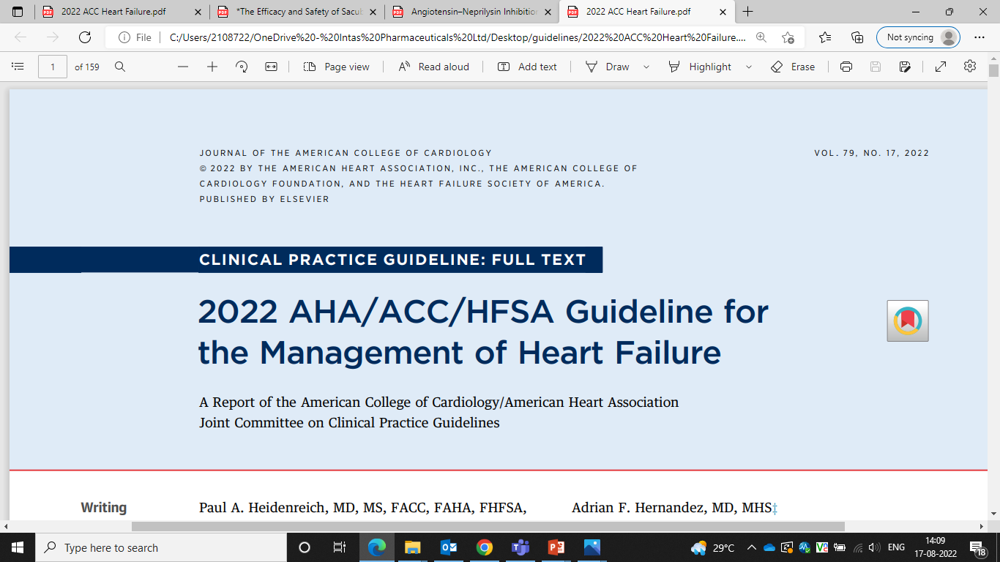 2022 ACC Heart Failure.pdf
*The Efficacy and Safety of Sacub
Angiotensin–Neprilysin Inhibition
2022 ACC Heart Failure.pdf
File
C:/Users/2108722/OneDrive%20-%20Intas%20Pharmaceuticals%20Ltd/Desktop/guidelines/2022%20ACC%20Heart%20Failure....
Not syncing
1
of 159
Page view
Read aloud
Add text
Draw
Highlight
Erase
JOURNAL OF THE AMERICAN COLLEGE OF CARDIOLOGY
VOL. 79, NO. 17, 2022
© 2022 BY THE AMERICAN HEART ASSOCIATION, INC., THE AMERICAN COLLEGE OF
CARDIOLOGY FOUNDATION, AND THE HEART FAILURE SOCIETY OF AMERICA.
PUBLISHED BY ELSEVIER
CLINICAL PRACTICE GUIDELINE: FULL TEXT
2022 AHA/ACC/HFSA Guideline for
the Management of Heart Failure
A Report of the American College of Cardiology/American Heart Association
Joint Committee on Clinical Practice Guidelines
Writing
Paul A. Heidenreich, MD, MS, FACC, FAHA, FHFSA,
Adrian F. Hernandez, MD, MHS‡
Type here to search
29°C
ENG
14:09
17-08-2022
18